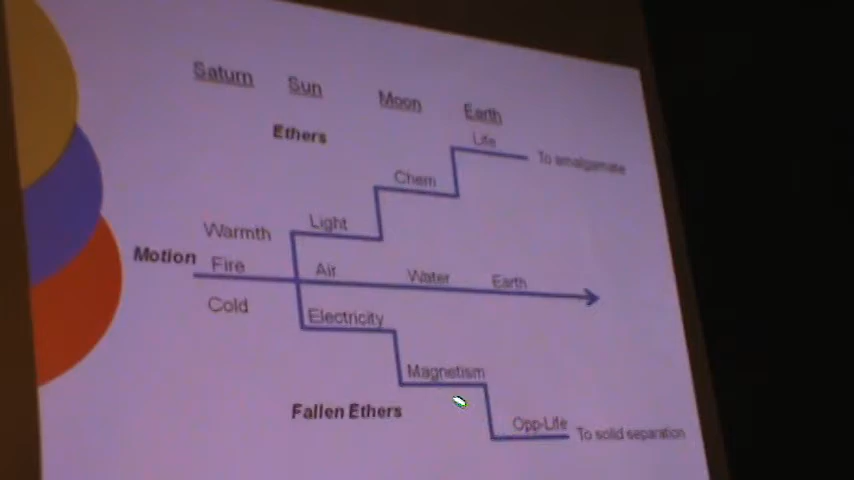 Saturn Sun Moon Earth
Ethers
Life
To amalgamate
Chem
Light
Warmth
Motion Fire Air Water Earth
Cold
Electricity
Magnetism
Fallen Ethers
Opp-Life
To solid separation